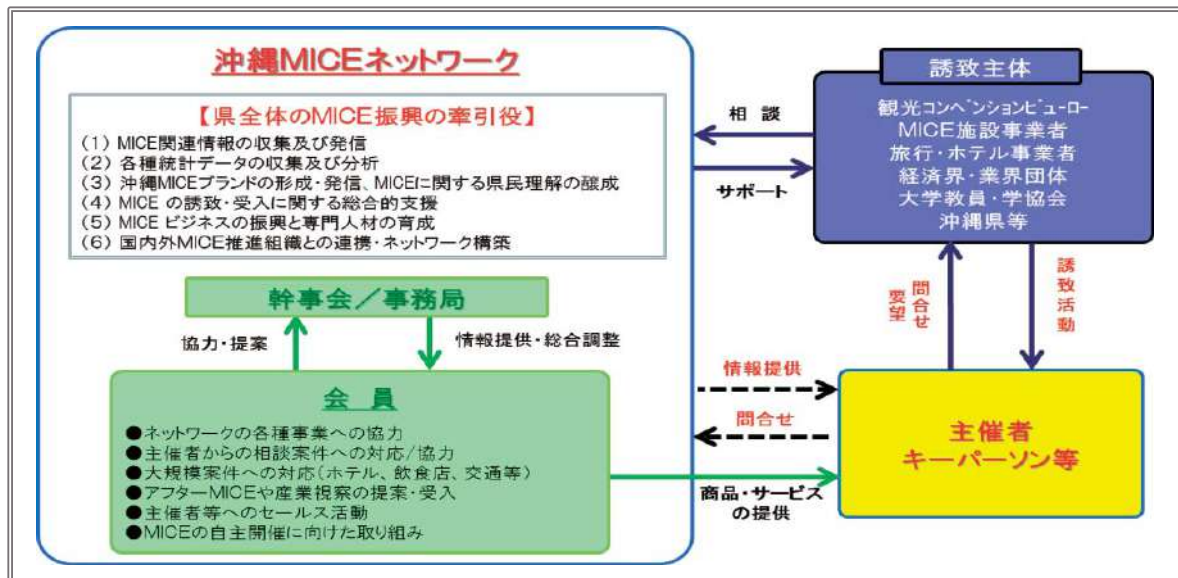 沖縄MICEネットワーク
【県全体のMICE振興の牽引役】
(1) MICE関連情報の収集及び発信
(2) 各種統計データの収集及び分析
(3) 沖縄MICEブランドの形成・発信、MICEに関する県民理解の醸成
(4) MICE の誘致・受入に関する総合的支援
(5) MICE ビジネスの振興と専門人材の育成
(6) 国内外MICE推進組織との連携・ネットワーク構築
幹事会／事務局
協力・提案
情報提供・総合調整
会 員
●ネットワークの各種事業への協力
●主催者からの相談案件への対応/協力
●大規模案件への対応(ホテル、飲食店、交通等)
●アフターMICEや産業視察の提案・受入
●主催者等へのセールス活動
●MICEの自主開催に向けた取り組み
相 談
サポート
誘致主体
観光コンベンションビューロー
MICE施設事業者
旅行・ホテル事業者
経済界・業界団体
大学教員・学協会
沖縄県等
問合せ
要望
誘致活動
情報提供
問合せ
商品・サービス
の提供
主催者
キーパーソン等